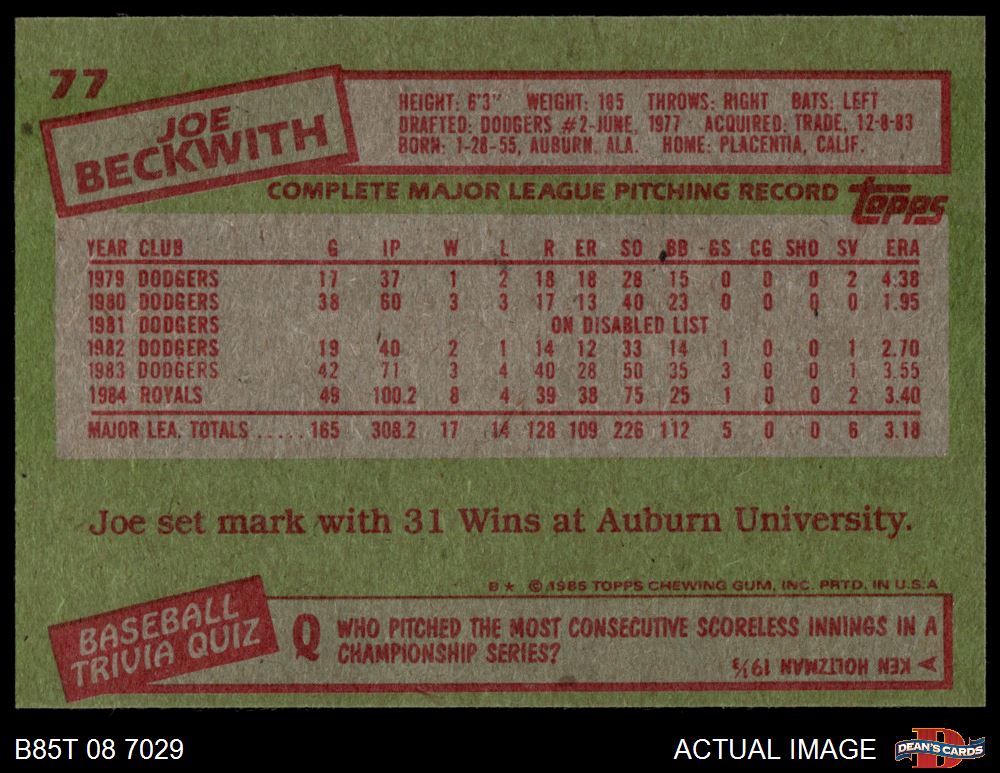 77
JOE
BECKWITH
HEIGHT: 6'3" WEIGHT: 185 THROWS: RIGHT BATS: LEFT
DRAFTED: DODGERS #2-JUNE, 1977 ACQUIRED: TRADE, 12-8-83
BORN: 1-28-55, AUBURN, ALA. HOME: PLACENTIA, CALIF.
COMPLETE MAJOR LEAGUE PITCHING RECORD
TOPPS
YEAR CLUB G IP W L R ER SO BB GS CG SHO SV ERA
1979 DODGERS 17 37 1 2 18 18 28 15 0 0 0 2 4.38
1980 DODGERS 38 60 3 3 17 13 40 23 0 0 0 0 1.95
1981 DODGERS ON DISABLED LIST
1982 DODGERS 19 40 2 1 14 12 33 14 1 0 0 1 2.70
1983 DODGERS 42 71 3 4 40 28 50 35 3 0 0 1 3.55
1984 ROYALS 49 100.2 8 4 39 38 75 25 1 0 0 2 3.40
MAJOR LEA. TOTALS ..... 165 308.2 17 14 128 109 226 112 5 0 0 6 3.18
Joe set mark with 31 Wins at Auburn University.
B★ © 1985 TOPPS CHEWING GUM, INC. PRTD. IN U.S.A
BASEBALL
TRIVIA QUIZ
Q WHO PITCHED THE MOST CONSECUTIVE SCORELESS INNINGS IN A
CHAMPIONSHIP SERIES?
A KEN HOLTZMAN 19⅓
B85T 08 7029
ACTUAL IMAGE
D
DEAN'S CARDS